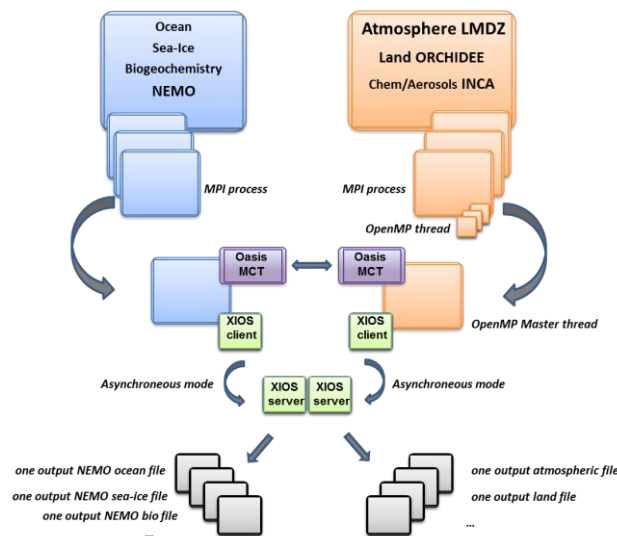 Ocean
Sea-Ice
Biogeochemistry
NEMO
Atmosphere LMDZ
Land ORCHIDEE
Chem/Aerosols INCA
MPI process
MPI process
OpenMP thread
Oasis
MCT
Oasis
MCT
XIOS
client
XIOS
client
OpenMP Master thread
Asynchroneous mode
Asynchroneous mode
XIOS
server
XIOS
server
one output NEMO ocean file
one output NEMO sea-ice file
one output NEMO bio file
...
one output atmospheric file
one output land file
...